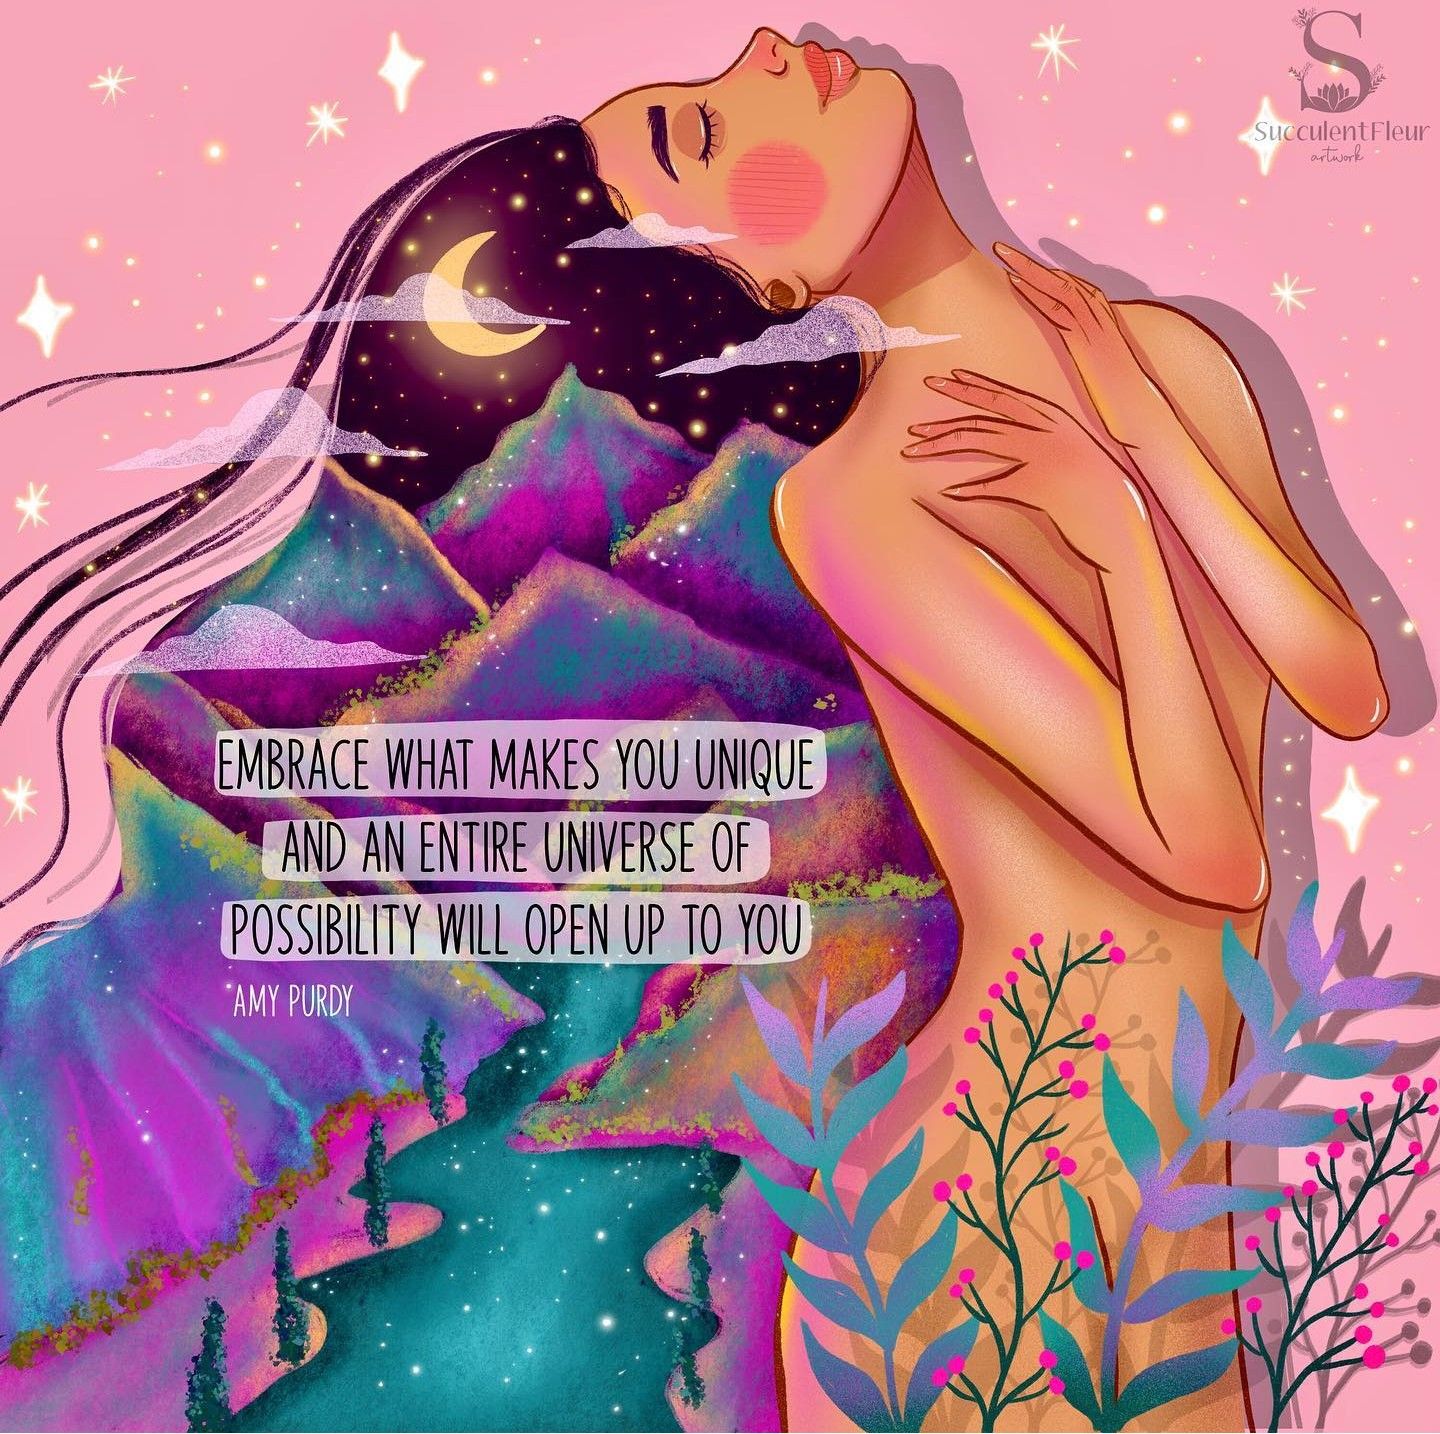 S
SucculentFleur
artwork
EMBRACE WHAT MAKES YOU UNIQUE
AND AN ENTIRE UNIVERSE OF
POSSIBILITY WILL OPEN UP TO YOU
AMY PURDY